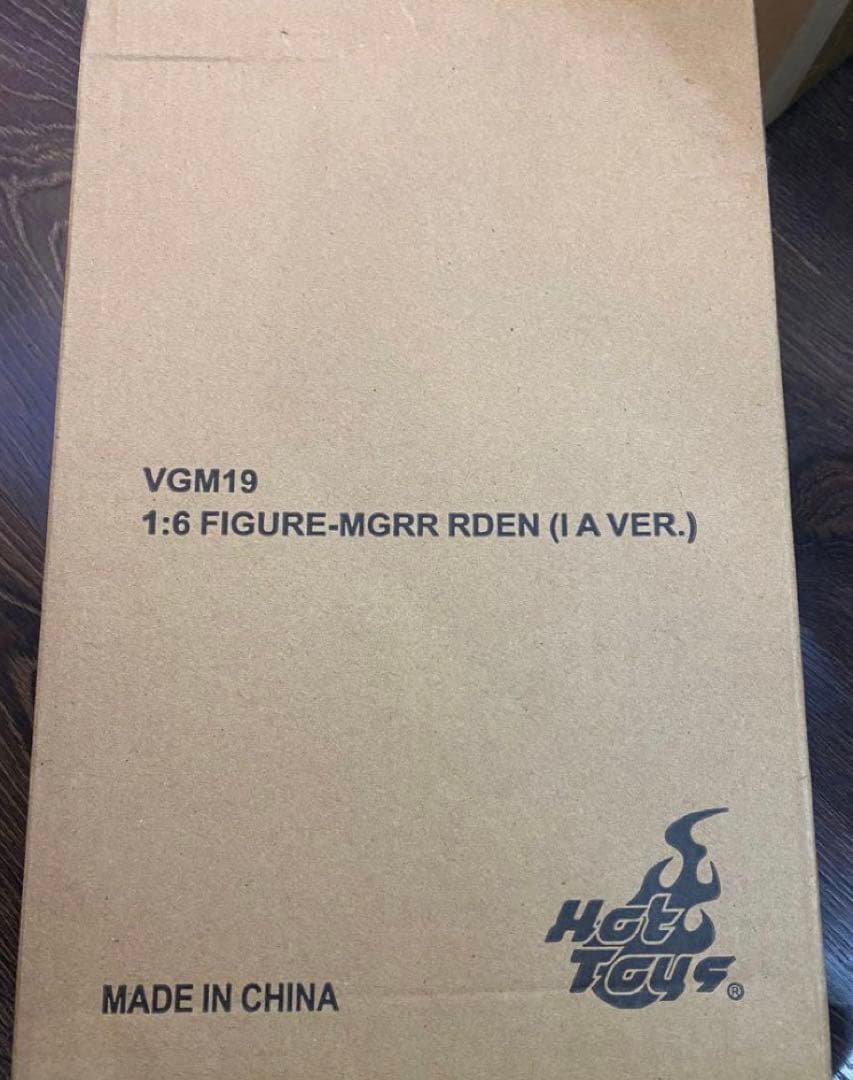 VGM19
1:6 FIGURE-MGRR RDEN (I A VER.)
Hot
Toys®
MADE IN CHINA